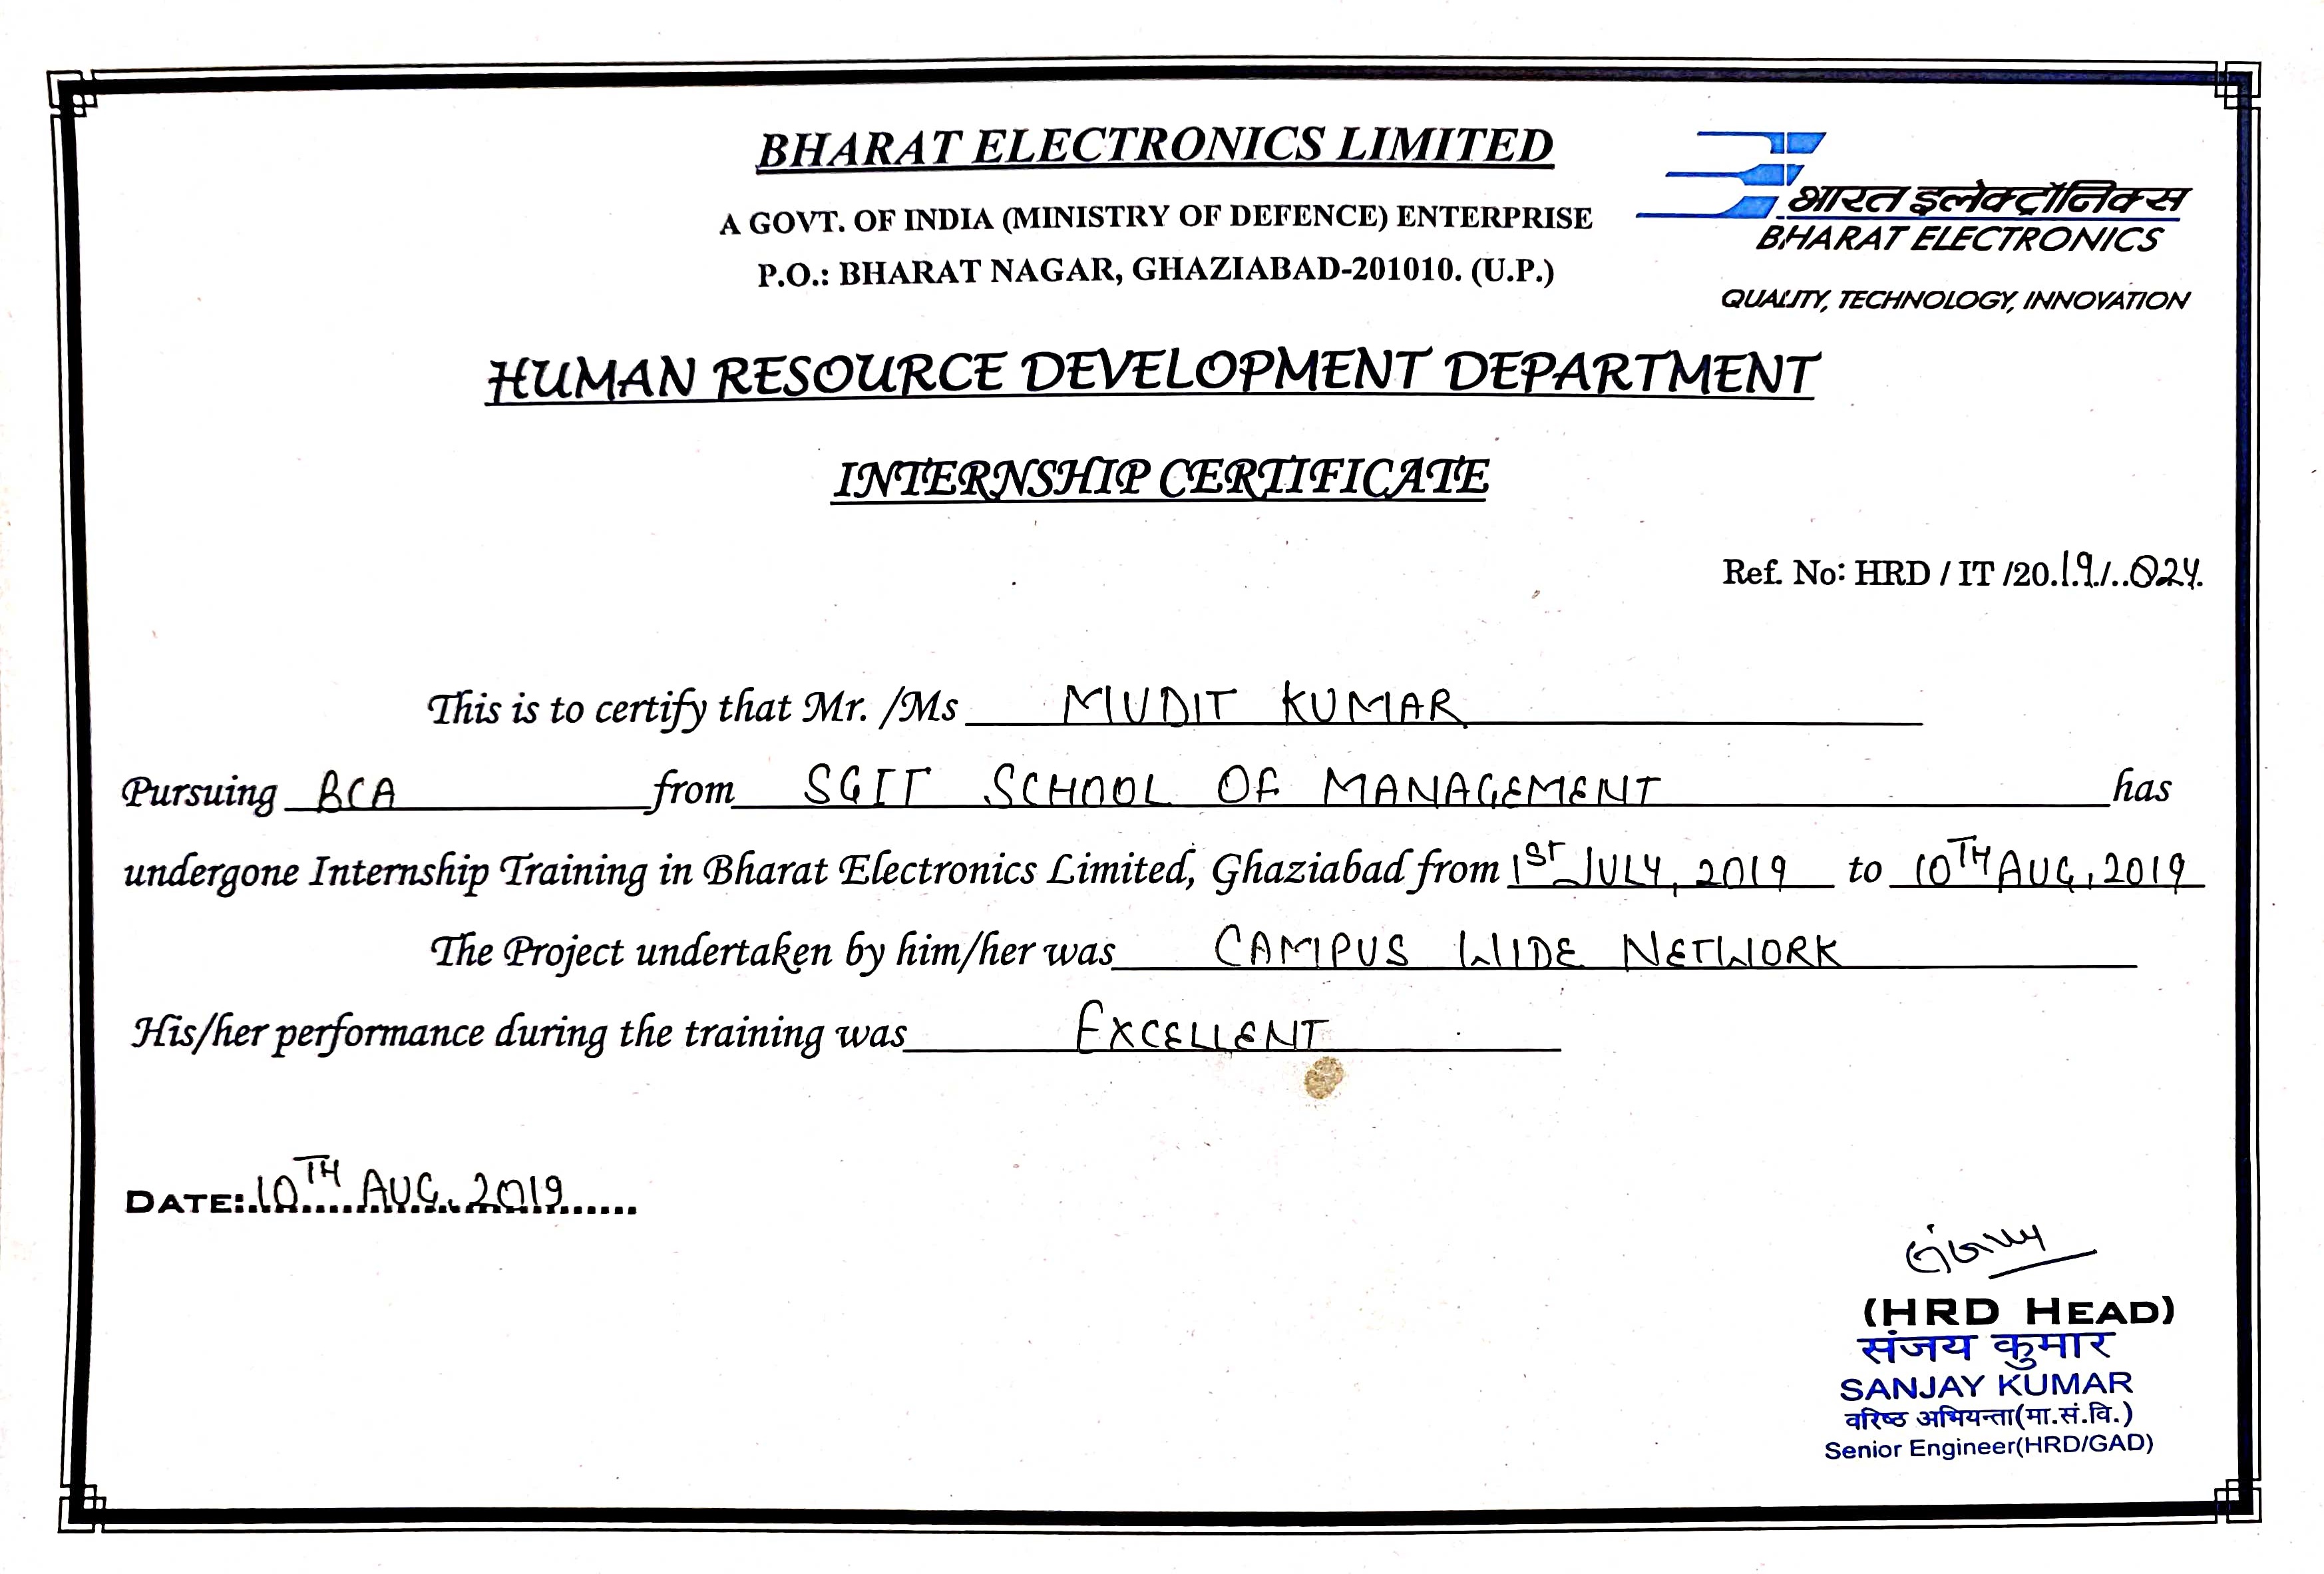 BHARAT ELECTRONICS LIMITED
A GOVT. OF INDIA (MINISTRY OF DEFENCE) ENTERPRISE
P.O.: BHARAT NAGAR, GHAZIABAD-201010. (U.P.)
भारत इलेक्ट्रॉनिक्स
BHARAT ELECTRONICS
QUALITY, TECHNOLOGY, INNOVATION
HUMAN RESOURCE DEVELOPMENT DEPARTMENT
INTERNSHIP CERTIFICATE
Ref. No: HRD / IT /20.19./..024.
This is to certify that Mr. /Ms MUDIT KUMAR
Pursuing BCA from SGIT SCHOOL OF MANAGEMENT has
undergone Internship Training in Bharat Electronics Limited, Ghaziabad from 1ST JULY, 2019 to 10TH AUG, 2019
The Project undertaken by him/her was CAMPUS WIDE NETWORK
His/her performance during the training was EXCELLENT
DATE: 10TH AUG. 2019
(HRD HEAD)
संजय कुमार
SANJAY KUMAR
वरिष्ठ अभियन्ता(मा.सं.वि.)
Senior Engineer(HRD/GAD)